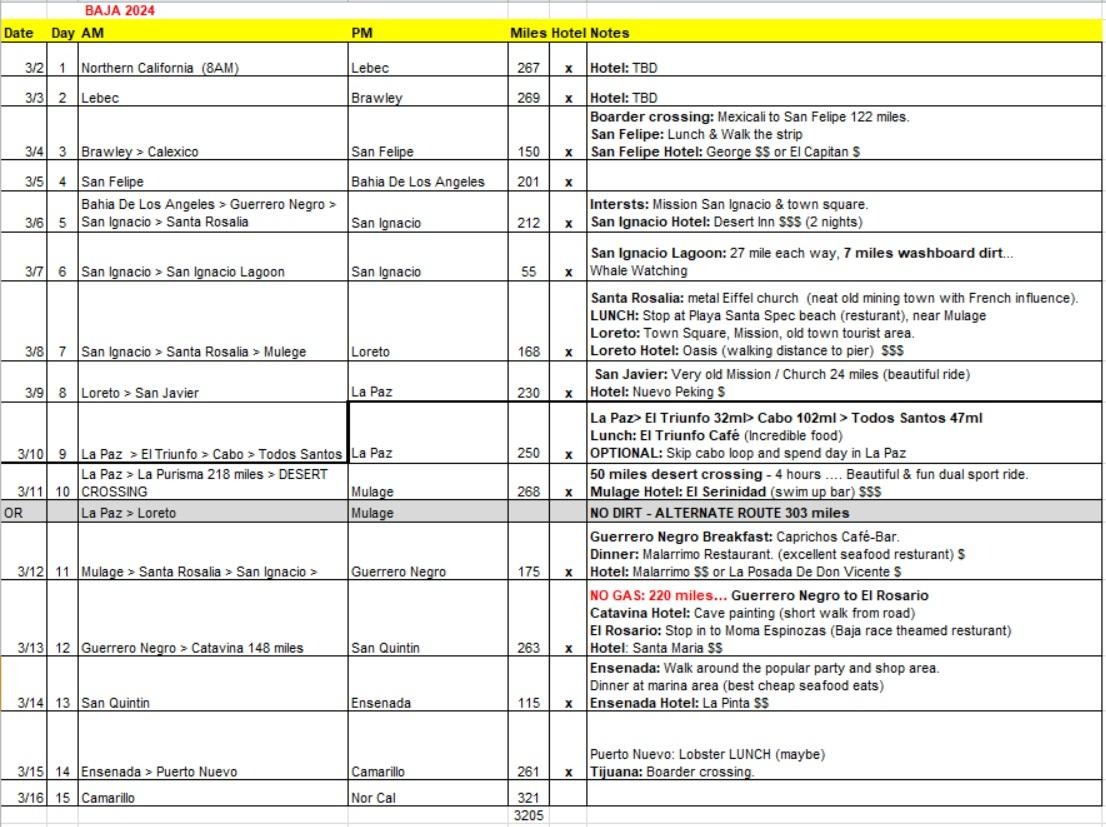 BAJA 2024
Date Day AM PM Miles Hotel Notes
3/2 1 Northern California (8AM) Lebec 267 x Hotel: TBD
3/3 2 Lebec Brawley 269 x Hotel: TBD
Boarder crossing: Mexicali to San Felipe 122 miles.
San Felipe: Lunch & Walk the strip
3/4 3 Brawley > Calexico San Felipe 150 x San Felipe Hotel: George $$ or El Capitan $
3/5 4 San Felipe Bahia De Los Angeles 201 x
Bahia De Los Angeles > Guerrero Negro > Intersts: Mission San Ignacio & town square.
3/6 5 San Ignacio > Santa Rosalia San Ignacio 212 x San Ignacio Hotel: Desert Inn $$$ (2 nights)
San Ignacio Lagoon: 27 mile each way, 7 miles washboard dirt...
3/7 6 San Ignacio > San Ignacio Lagoon San Ignacio 55 x Whale Watching
Santa Rosalia: metal Eiffel church (neat old mining town with French influence).
LUNCH: Stop at Playa Santa Spec beach (resturant), near Mulage
Loreto: Town Square, Mission, old town tourist area.
3/8 7 San Ignacio > Santa Rosalia > Mulege Loreto 168 x Loreto Hotel: Oasis (walking distance to pier) $$$
San Javier: Very old Mission / Church 24 miles (beautiful ride)
3/9 8 Loreto > San Javier La Paz 230 x Hotel: Nuevo Peking $
La Paz> El Triunfo 32ml> Cabo 102ml > Todos Santos 47ml
Lunch: El Triunfo Café (Incredible food)
3/10 9 La Paz > El Triunfo > Cabo > Todos Santos La Paz 250 x OPTIONAL: Skip cabo loop and spend day in La Paz
La Paz > La Purisma 218 miles > DESERT 50 miles desert crossing - 4 hours .... Beautiful & fun dual sport ride.
3/11 10 CROSSING Mulage 268 x Mulage Hotel: El Serinidad (swim up bar) $$$
OR La Paz > Loreto Mulage NO DIRT - ALTERNATE ROUTE 303 miles
Guerrero Negro Breakfast: Caprichos Café-Bar.
Dinner: Malarrimo Restaurant. (excellent seafood resturant) $
3/12 11 Mulage > Santa Rosalia > San Ignacio > Guerrero Negro 175 x Hotel: Malarrimo $$ or La Posada De Don Vicente $
NO GAS: 220 miles... Guerrero Negro to El Rosario
Catavina Hotel: Cave painting (short walk from road)
El Rosario: Stop in to Moma Espinozas (Baja race theamed resturant)
3/13 12 Guerrero Negro > Catavina 148 miles San Quintin 263 x Hotel: Santa Maria $$
Ensenada: Walk around the popular party and shop area.
Dinner at marina area (best cheap seafood eats)
3/14 13 San Quintin Ensenada 115 x Ensenada Hotel: La Pinta $$
Puerto Nuevo: Lobster LUNCH (maybe)
3/15 14 Ensenada > Puerto Nuevo Camarillo 261 x Tijuana: Boarder crossing.
3/16 15 Camarillo Nor Cal 321
3205